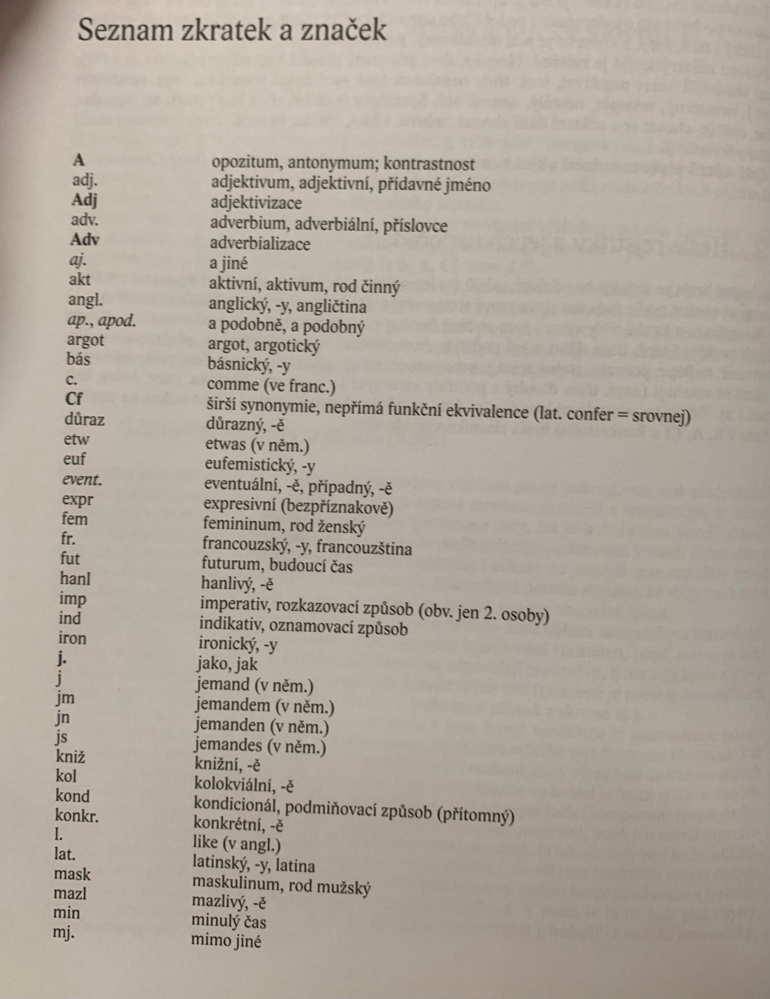 Seznam zkratek a značek
A opozitum, antonymum; kontrastnost
adj. adjektivum, adjektivní, přídavné jméno
Adj adjektivizace
adv. adverbium, adverbiální, příslovce
Adv adverbializace
aj. a jiné
akt aktivní, aktivum, rod činný
angl. anglický, -y, angličtina
ap., apod. a podobně, a podobný
argot argot, argotický
bás básnický, -y
c. comme (ve franc.)
Cf širší synonymie, nepřímá funkční ekvivalence (lat. confer = srovnej)
důraz důrazný, -ě
etw etwas (v něm.)
euf eufemistický, -y
event. eventuální, -ě, případný, -ě
expr expresivní (bezpříznakově)
fem femininum, rod ženský
fr. francouzský, -y, francouzština
fut futurum, budoucí čas
hanl hanlivý, -ě
imp imperativ, rozkazovací způsob (obv. jen 2. osoby)
ind indikativ, oznamovací způsob
iron ironický, -y
j. jako, jak
j jemand (v něm.)
jm jemandem (v něm.)
jn jemanden (v něm.)
js jemandes (v něm.)
kniž knižní, -ě
kol kolokviální, -ě
kond kondicionál, podmiňovací způsob (přítomný)
konkr. konkrétní, -ě
l. like (v angl.)
lat. latinský, -y, latina
mask maskulinum, rod mužský
mazl mazlivý, -ě
min minulý čas
mj. mimo jiné